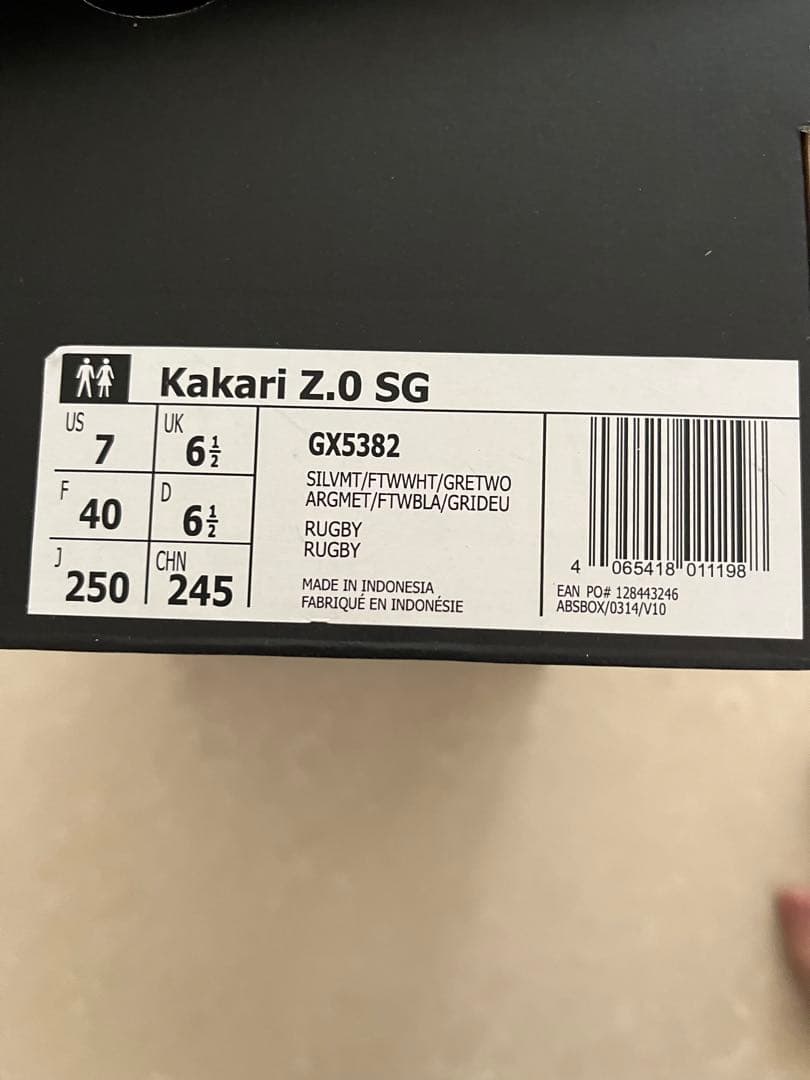 Kakari Z.0 SG
US 7 UK 6½
F 40 D 6½
J 250 CHN 245
GX5382
SILVMT/FTWWHT/GRETWO
ARGMET/FTWBLA/GRIDEU
RUGBY
RUGBY
MADE IN INDONESIA
FABRIQUÉ EN INDONÉSIE
4 065418 011198
EAN PO# 128443246
ABSBOX/0314/V10